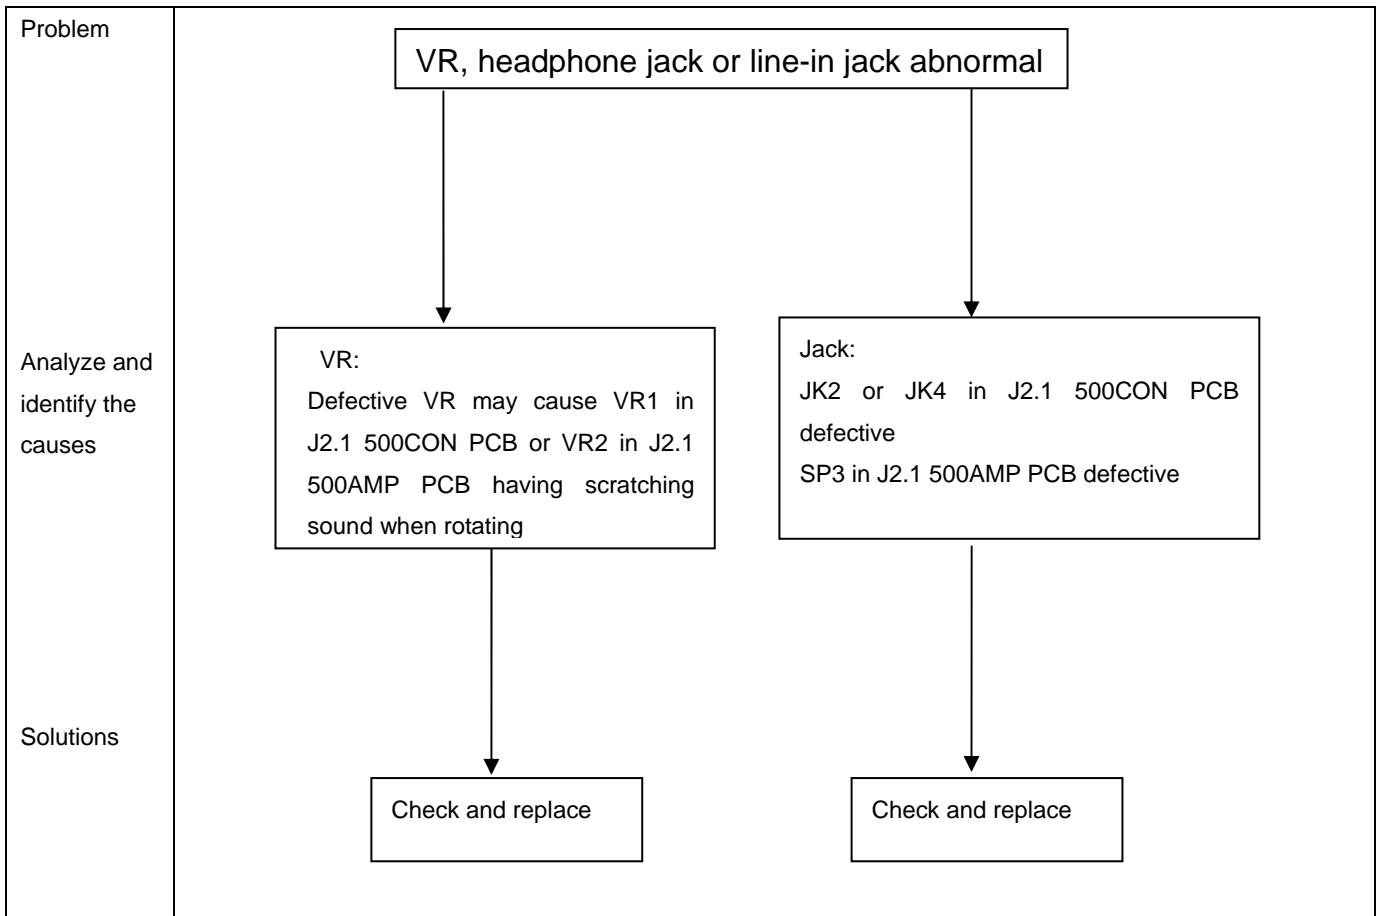 Problem
VR, headphone jack or line-in jack abnormal
Analyze and
identify the
causes
VR:
Defective VR may cause VR1 in
J2.1 500CON PCB or VR2 in J2.1
500AMP PCB having scratching
sound when rotating
Jack:
JK2 or JK4 in J2.1 500CON PCB
defective
SP3 in J2.1 500AMP PCB defective
Solutions
Check and replace
Check and replace